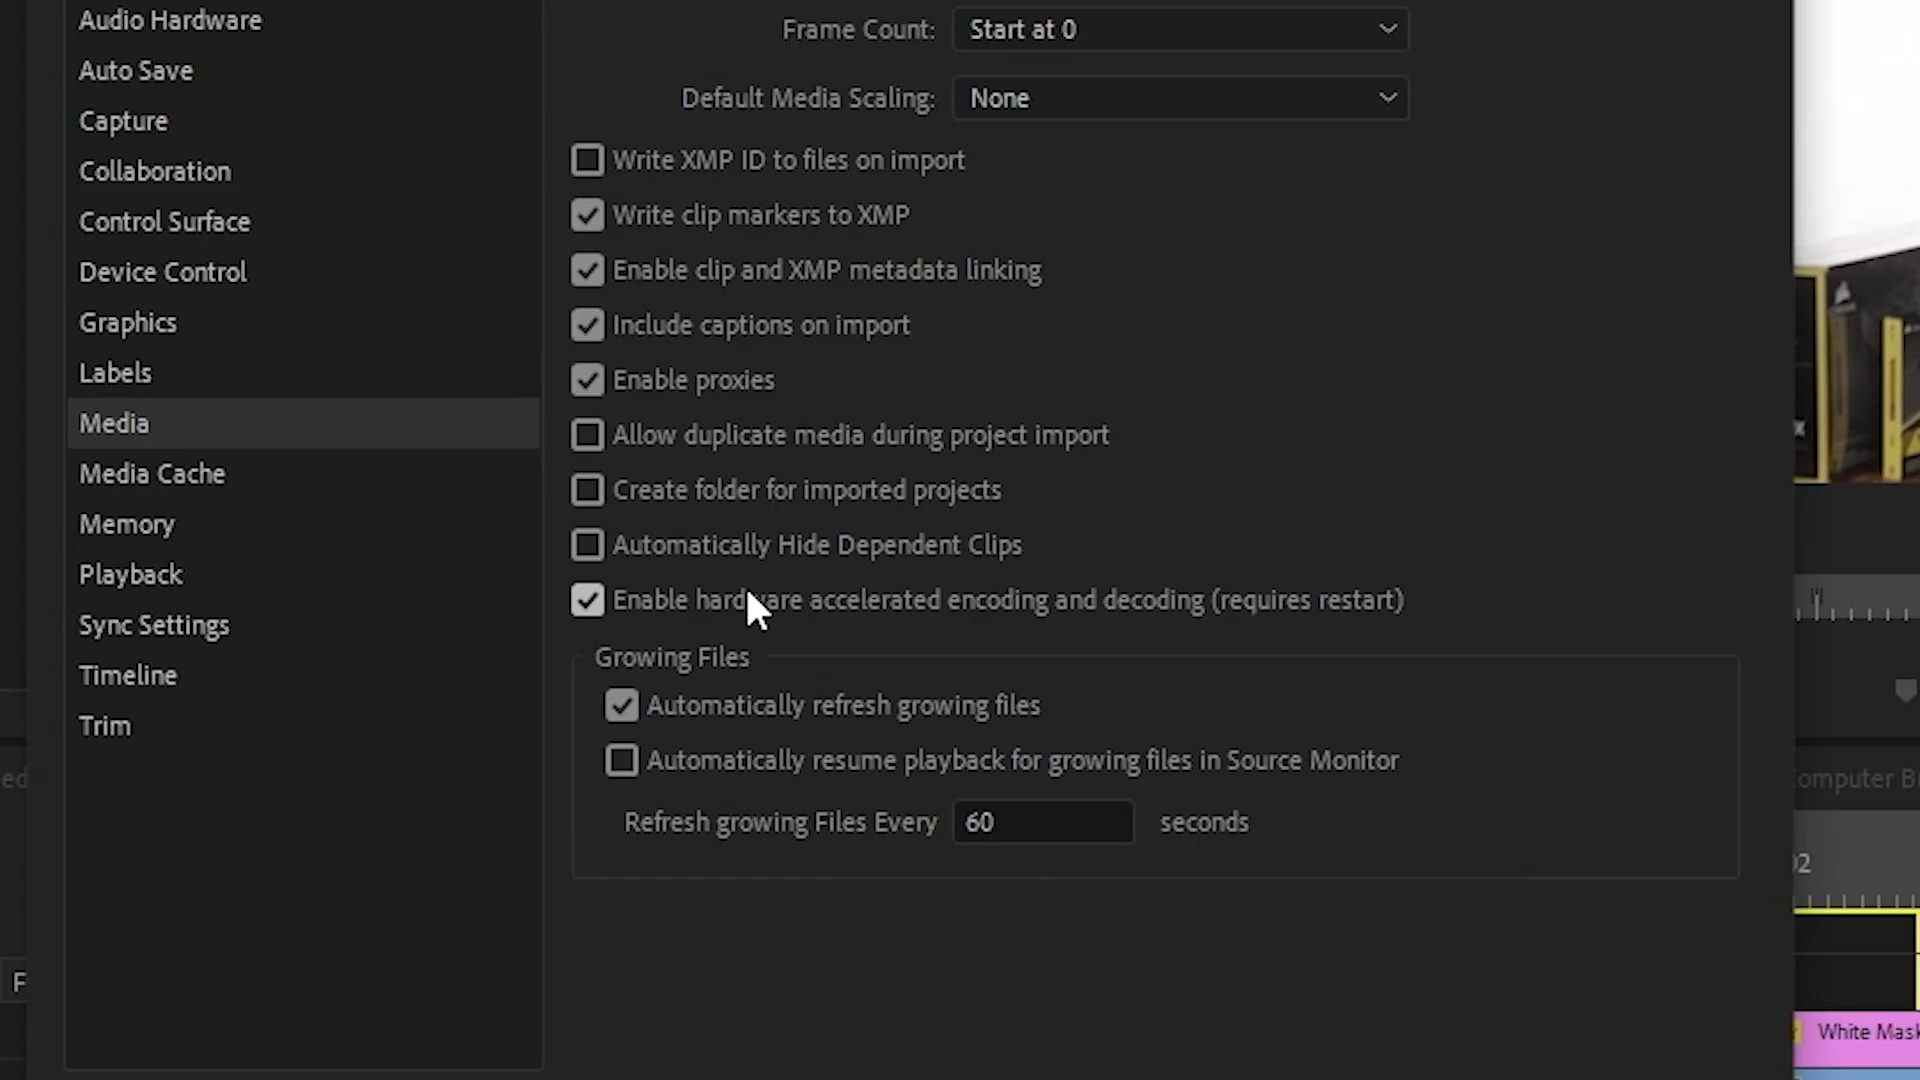 Audio Hardware
Auto Save
Capture
Collaboration
Control Surface
Device Control
Graphics
Labels
Media
Media Cache
Memory
Playback
Sync Settings
Timeline
Trim
Frame Count: Start at 0
Default Media Scaling: None
Write XMP ID to files on import
Write clip markers to XMP
Enable clip and XMP metadata linking
Include captions on import
Enable proxies
Allow duplicate media during project import
Create folder for imported projects
Automatically Hide Dependent Clips
Enable hardware accelerated encoding and decoding (requires restart)
Growing Files
Automatically refresh growing files
Automatically resume playback for growing files in Source Monitor
Refresh growing Files Every 60 seconds
ed
F
omputer B
02
White Mask